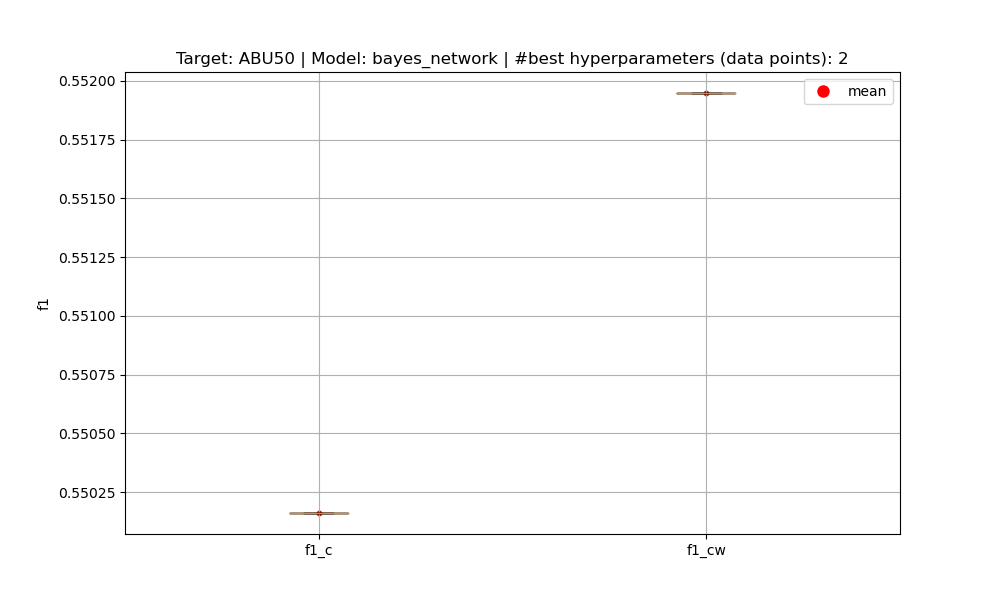 Target: ABU50 | Model: bayes_network | #best hyperparameters (data points): 2
mean
0.55200
0.55175
0.55150
0.55125
0.55100
0.55075
0.55050
0.55025
f1
f1_c
f1_cw